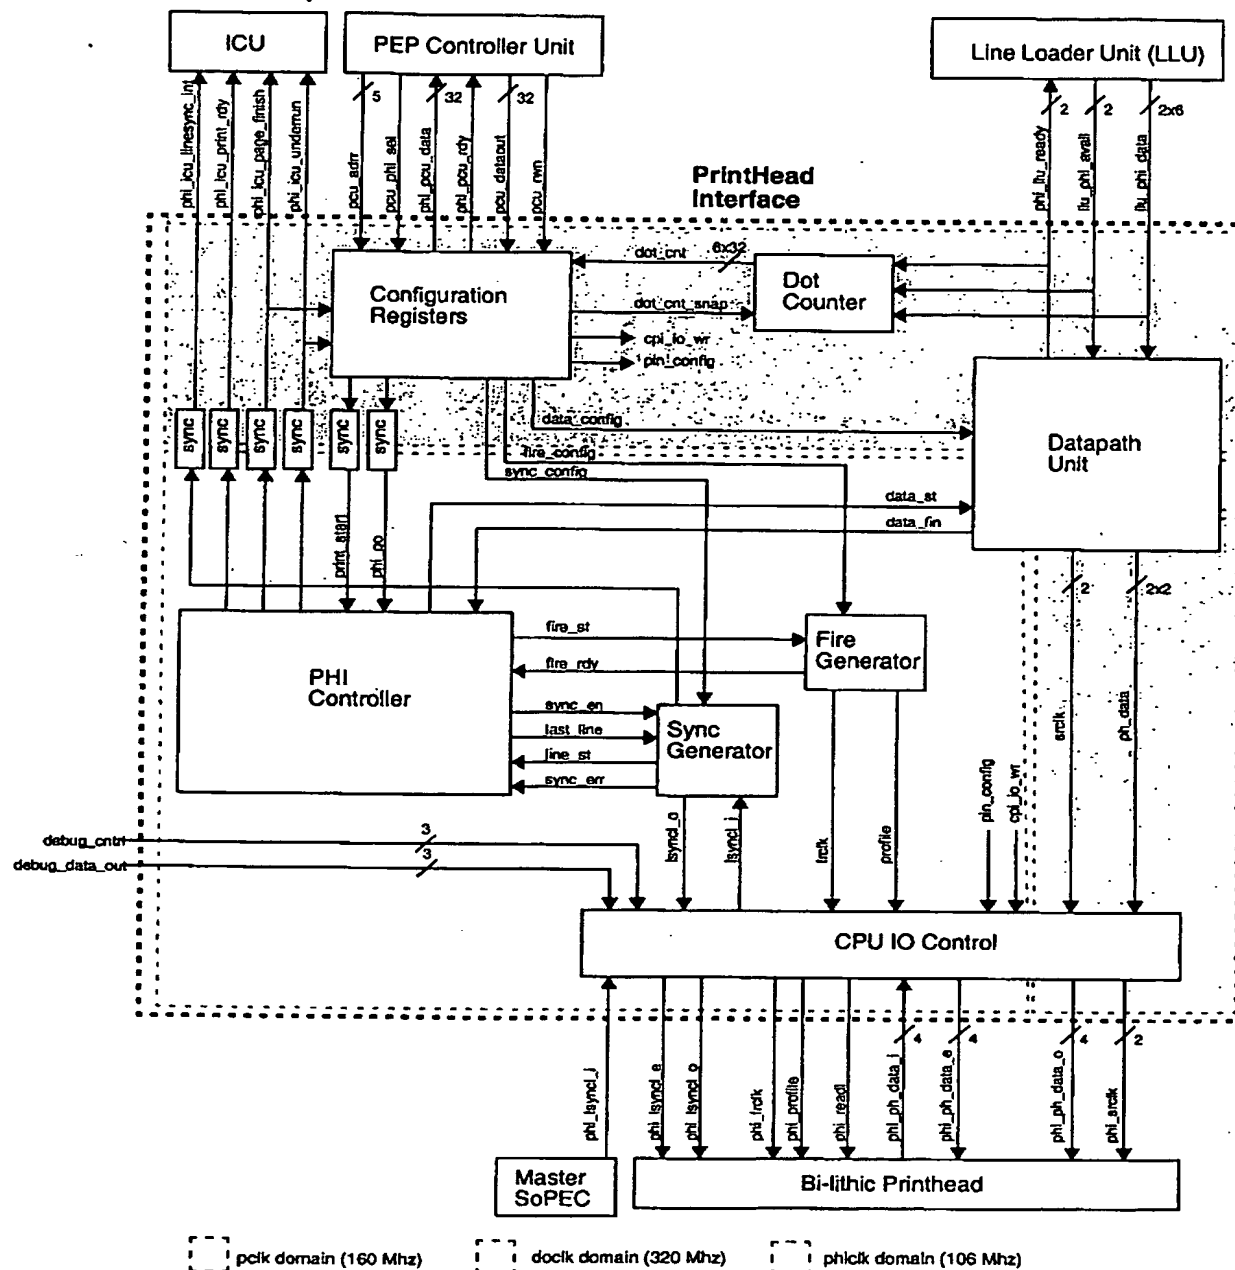 ICU
PEP Controller Unit
Line Loader Unit (LLU)
phi_icu_linesync_int
phi_icu_print_rdy
phi_icu_page_finish
phi_icu_underrun
5
32
32
pcu_adrr
pcu_phi_sel
phi_pcu_data
phi_pcu_rdy
pcu_dataout
pcu_rwn
2
2
2x6
phi_llu_ready
llu_phi_avail
llu_phi_data
PrintHead
Interface
Configuration
Registers
dot_cnt
6x32
Dot
Counter
dot_cnt_snap
cpi_io_wr
pin_config
sync
sync
sync
sync
sync
sync
data_config
fire_config
sync_config
Datapath
Unit
data_st
data_fin
print_start
phi_go
2
2x2
PHI
Controller
fire_st
fire_rdy
Fire
Generator
sync_en
last_line
line_st
sync_err
Sync
Generator
srclk
ph_data
debug_cntrl
3
debug_data_out
3
lsyncl_o
lsyncl_i
frclk
profile
pin_config
cpi_io_wr
CPU IO Control
phi_lsyncl_i
phi_lsyncl_e
phi_lsyncl_o
phi_frclk
phi_profile
phi_readl
phi_ph_data_i
4
phi_ph_data_e
4
phi_ph_data_o
4
phi_srclk
2
Master
SoPEC
Bi-lithic Printhead
pclk domain (160 Mhz)
doclk domain (320 Mhz)
phiclk domain (106 Mhz)